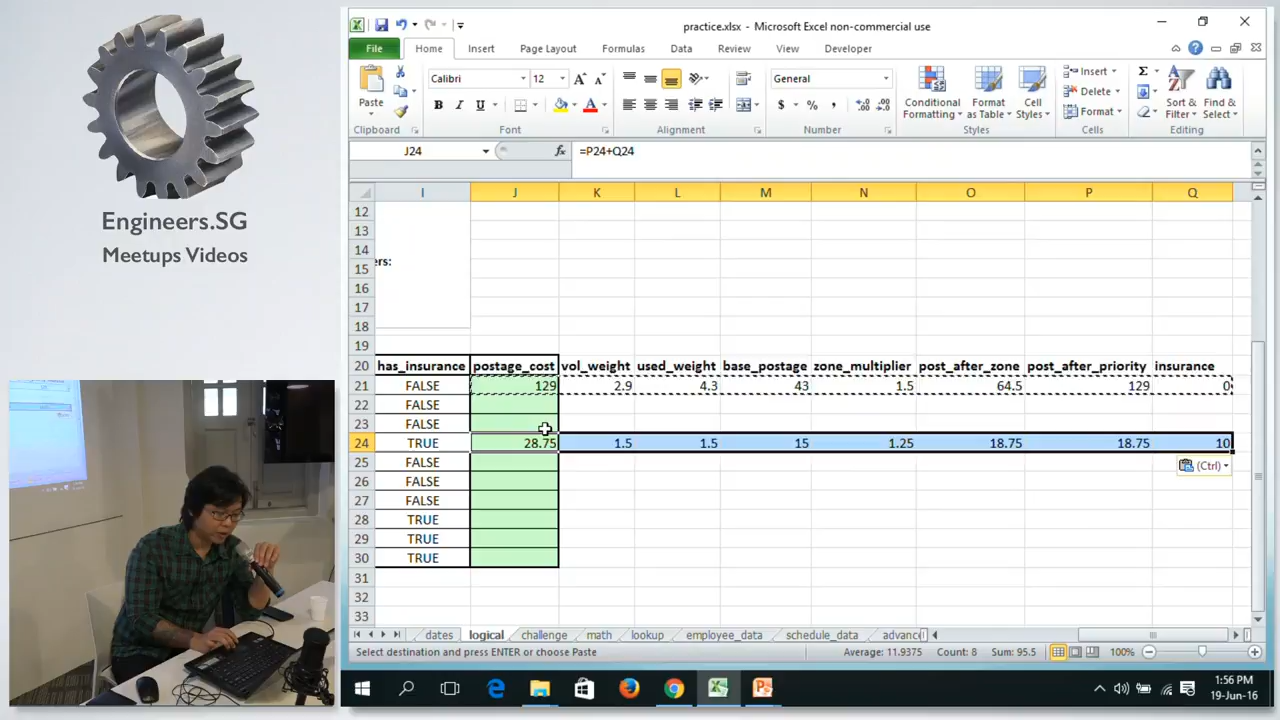 practice.xlsx - Microsoft Excel non-commercial use
File Home Insert Page Layout Formulas Data Review View Developer
Calibri 12 General Insert
Paste B I U $ % , Conditional Formatting Format as Table Cell Styles Delete Format Sort & Filter Find & Select
Clipboard Font Alignment Number Styles Cells Editing
J24 fx =P24+Q24
I J K L M N O P Q
12
13
14
ers:
15
16
17
18
19
20 has_insurance postage_cost vol_weight used_weight base_postage zone_multiplier post_after_zone post_after_priority insurance
21 FALSE 129 2.9 4.3 43 1.5 64.5 129 0
22 FALSE
23 FALSE
24 TRUE 28.75 1.5 1.5 15 1.25 18.75 18.75 10
25 FALSE
(Ctrl)
26 FALSE
27 FALSE
28 TRUE
29 TRUE
30 TRUE
31
32
33
dates logical challenge math lookup employee_data schedule_data advanc
Select destination and press ENTER or choose Paste Average: 11.9375 Count: 8 Sum: 95.5 100%
1:56 PM
19-Jun-16
Engineers.SG
Meetups Videos